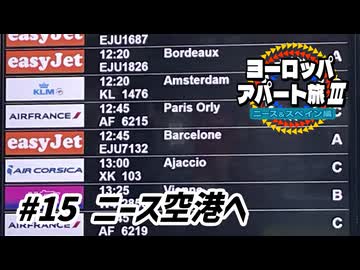 easyJet EJU1687
easyJet 12:20 Bordeaux A
EJU1826
KLM 12:20 Amsterdam
KL 1476
AIRFRANCE 12:45 Paris Orly
AF 6215
easyJet 12:45 Barcelone A
EJU7132
AIR CORSICA 13:00 Ajaccio C
XK 103
13:25 B
AIRFRANCE C
AF 6219
ヨーロッパ
アパート旅Ⅲ
ニース&スペイン編
#15 ニース空港へ